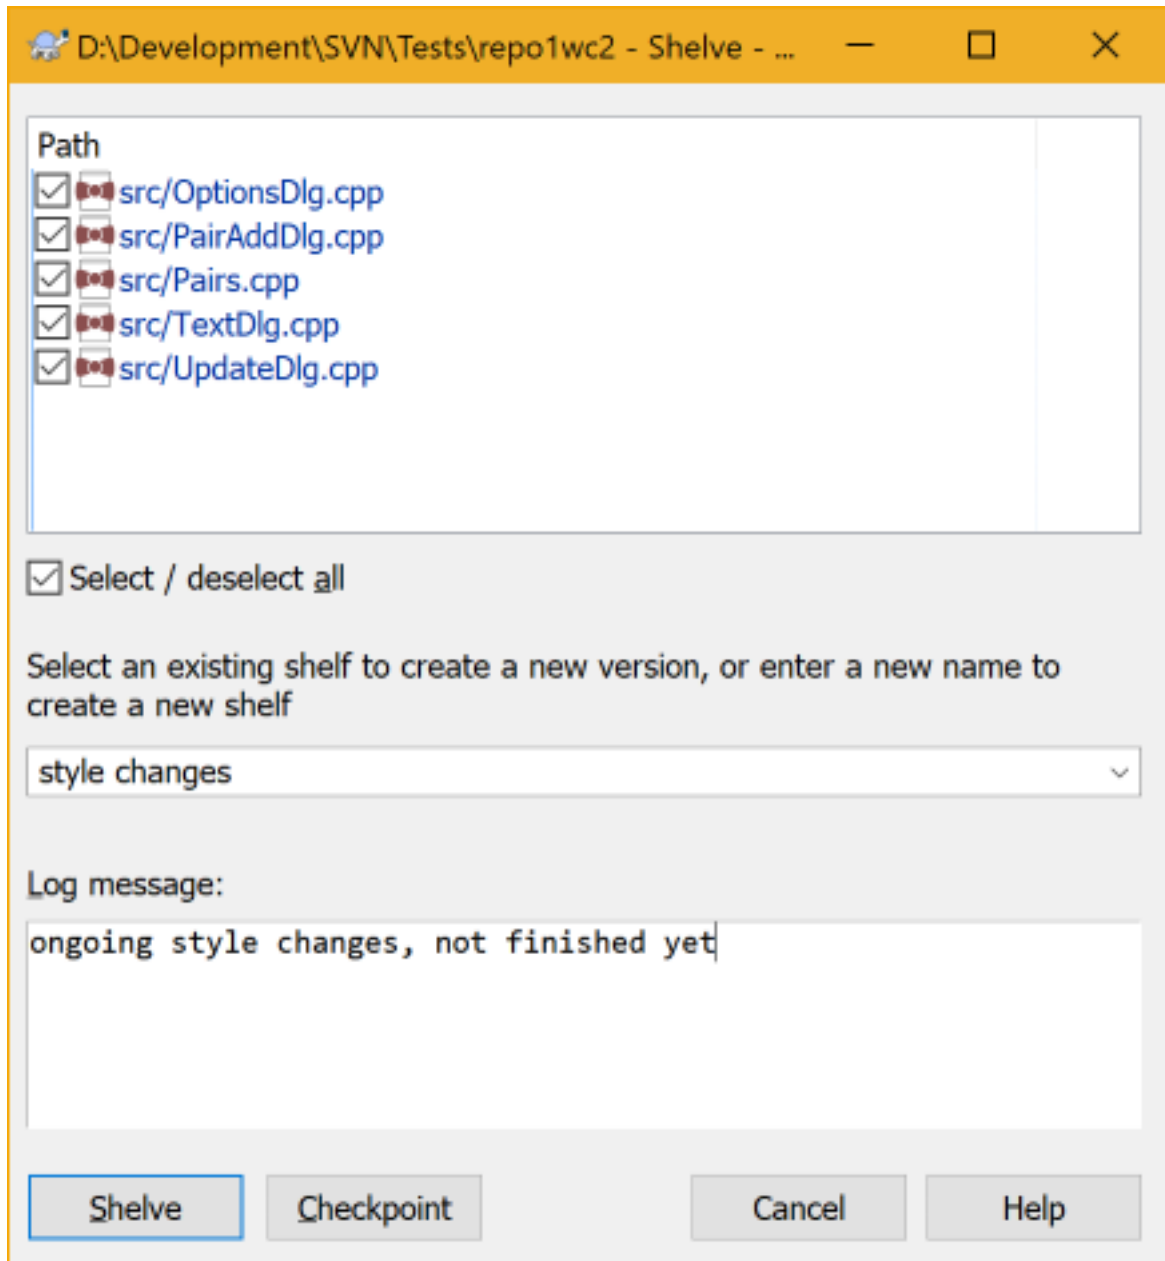 D:\Development\SVN\Tests\repo1wc2 - Shelve - ...
Path
src/OptionsDlg.cpp
src/PairAddDlg.cpp
src/Pairs.cpp
src/TextDlg.cpp
src/UpdateDlg.cpp
Select / deselect all
Select an existing shelf to create a new version, or enter a new name to
create a new shelf
style changes
Log message:
ongoing style changes, not finished yet
Shelve Checkpoint Cancel Help